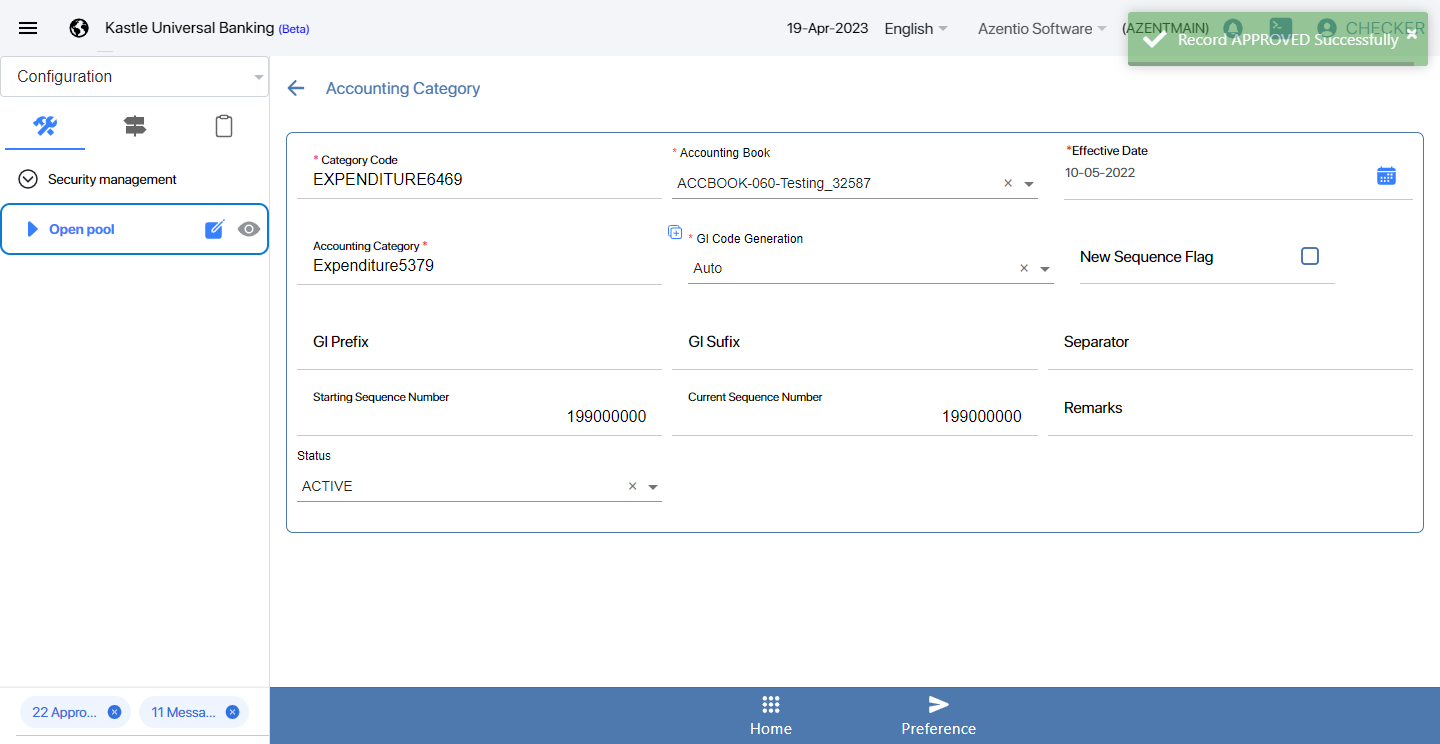 Kastle Universal Banking (Beta)
19-Apr-2023
English
Azentio Software
(AZENTMAIN)
CHECKER
Record APPROVED Successfully
Configuration
Accounting Category
Security management
Open pool
* Category Code
EXPENDITURE6469
* Accounting Book
ACCBOOK-060-Testing_32587
*Effective Date
10-05-2022
Accounting Category *
Expenditure5379
* Gl Code Generation
Auto
New Sequence Flag
Gl Prefix
Gl Sufix
Separator
Starting Sequence Number
199000000
Current Sequence Number
199000000
Remarks
Status
ACTIVE
22 Appro...
11 Messa...
Home
Preference